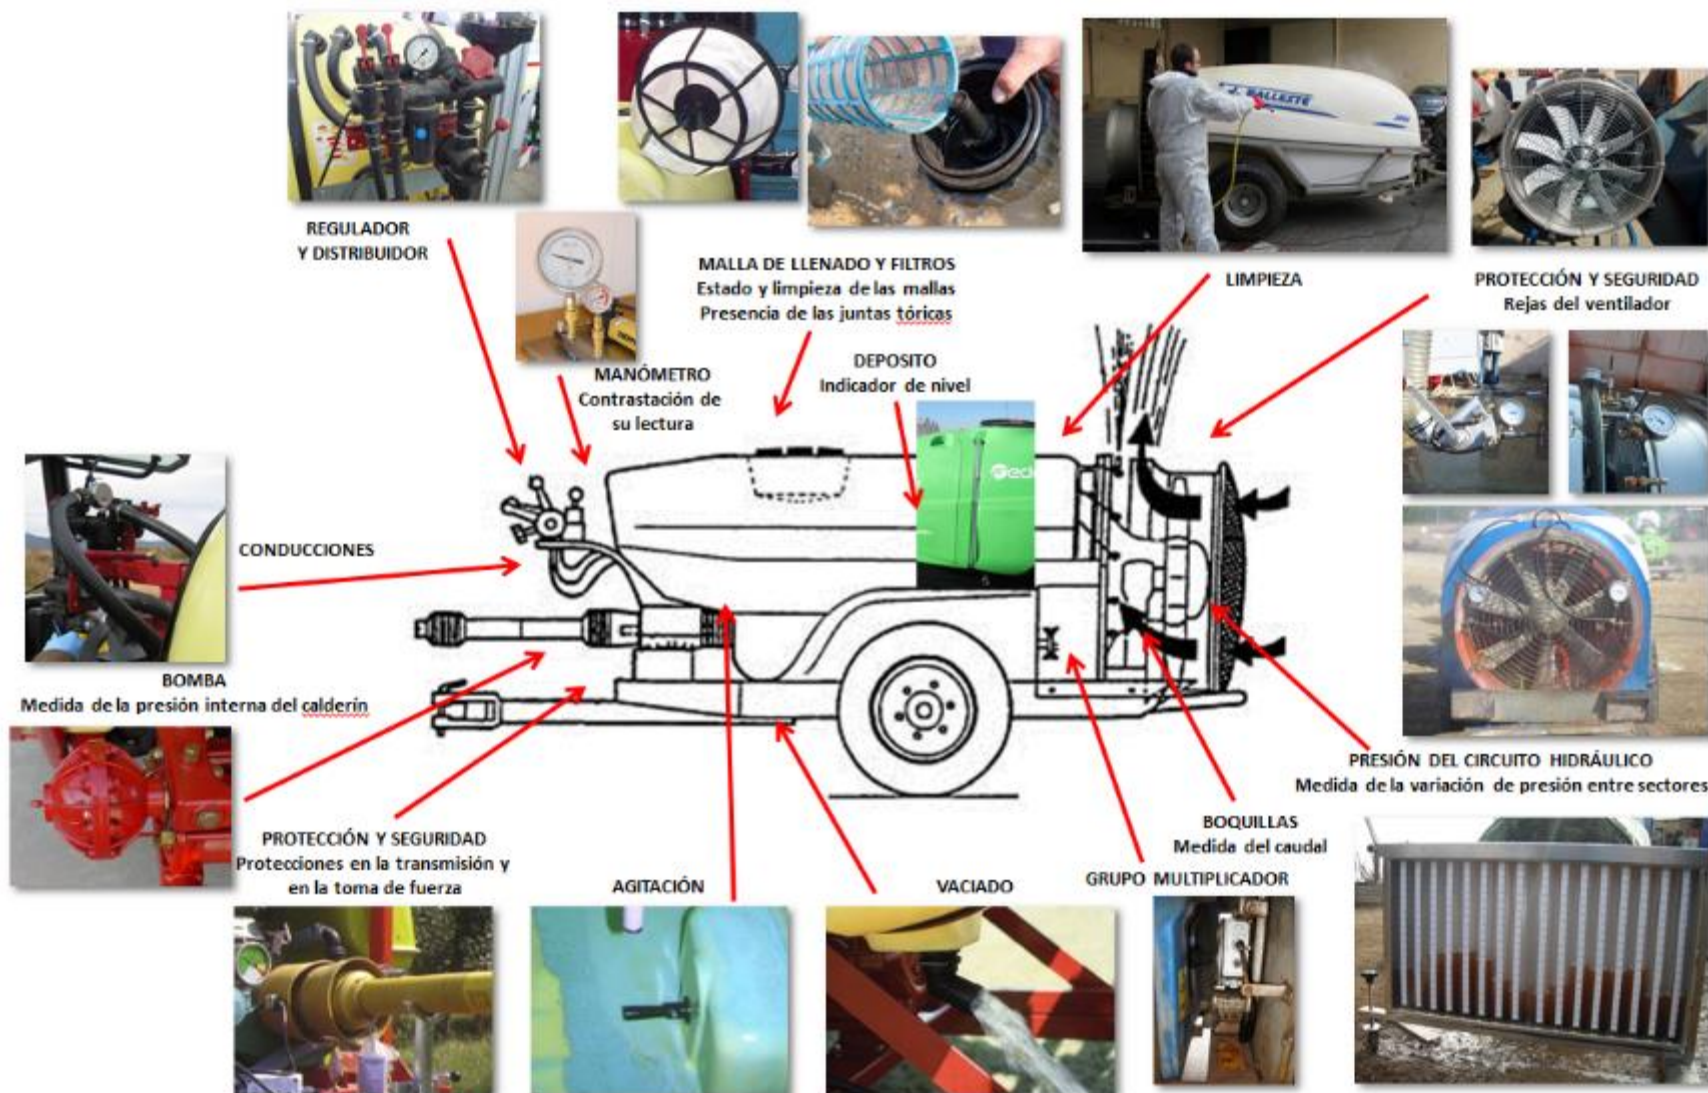 J. BALLESTÉ
REGULADOR
Y DISTRIBUIDOR
MALLA DE LLENADO Y FILTROS
Estado y limpieza de las mallas
Presencia de las juntas tóricas
LIMPIEZA
PROTECCIÓN Y SEGURIDAD
Rejas del ventilador
MANÓMETRO
Contrastación de
su lectura
DEPOSITO
Indicador de nivel
CONDUCCIONES
BOMBA
Medida de la presión interna del calderín
PROTECCIÓN Y SEGURIDAD
Protecciones en la transmisión y
en la toma de fuerza
AGITACIÓN
VACIADO
GRUPO MULTIPLICADOR
BOQUILLAS
Medida del caudal
PRESIÓN DEL CIRCUITO HIDRÁULICO
Medida de la variación de presión entre sectores